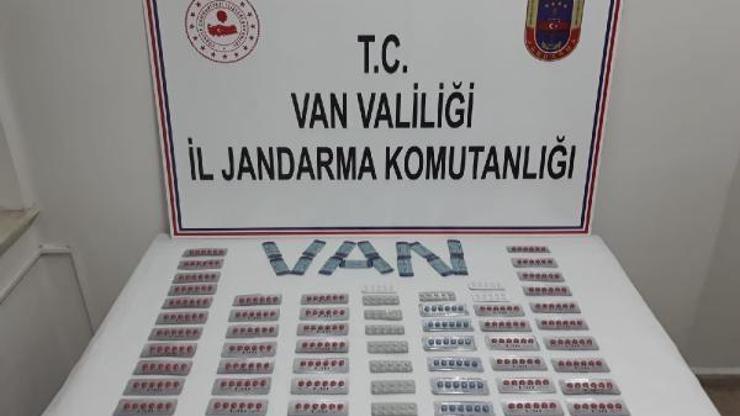 T.C.
VAN VALİLİĞİ
İL JANDARMA KOMUTANLIĞI
VAN